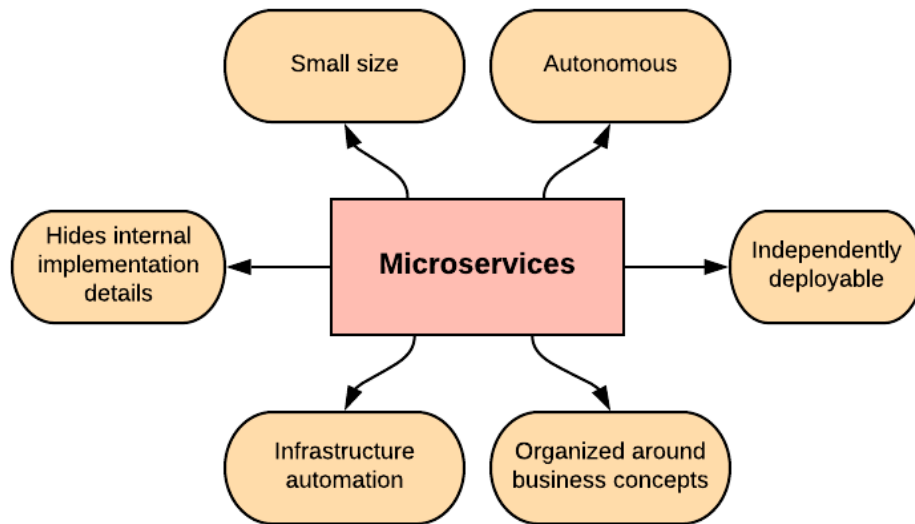 Small size
Autonomous
Hides internal
implementation
details
Microservices
Independently
deployable
Infrastructure
automation
Organized around
business concepts